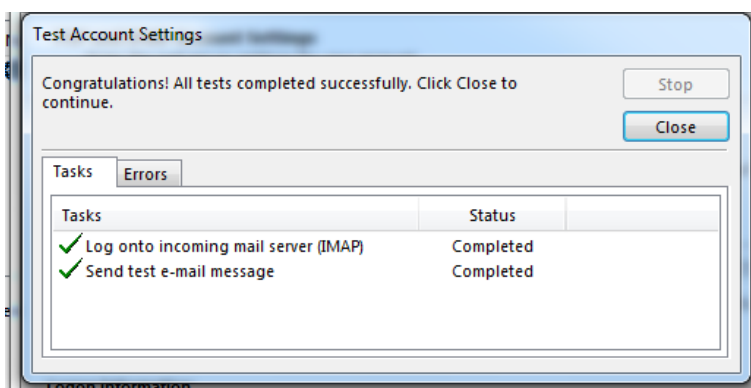 Test Account Settings
Congratulations! All tests completed successfully. Click Close to
continue.
Stop
Close
Tasks
Errors
Tasks Status
Log onto incoming mail server (IMAP) Completed
Send test e-mail message Completed